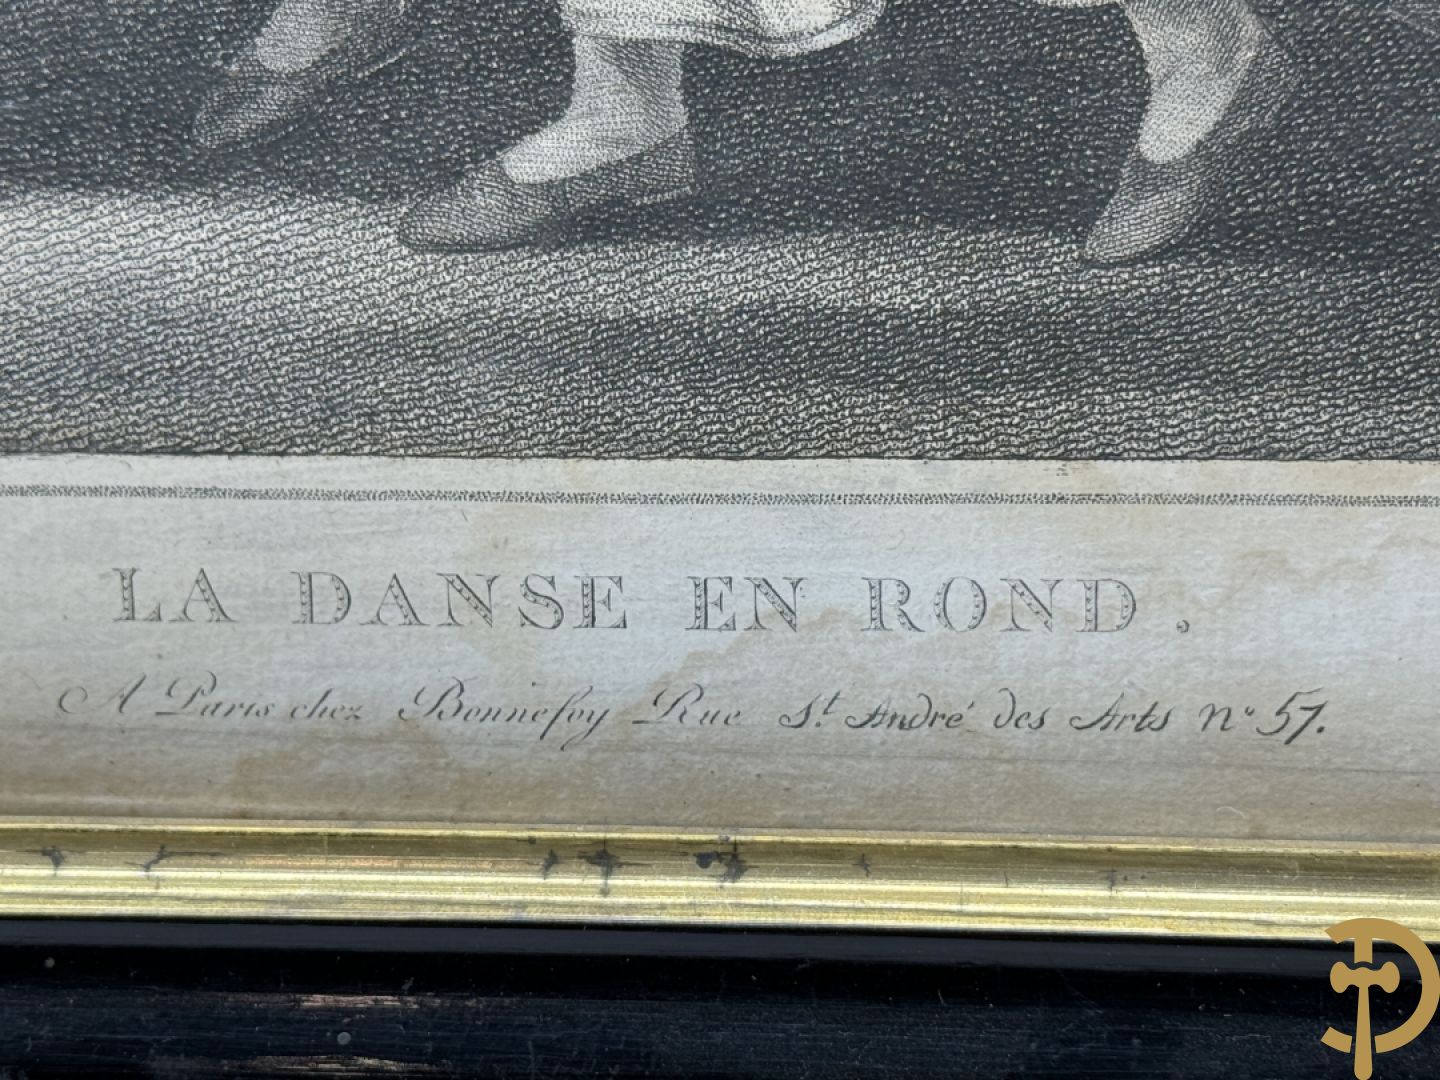 LA DANSE EN ROND.
A Paris chez Bonnefoy Rue St. André des Arts n° 57.